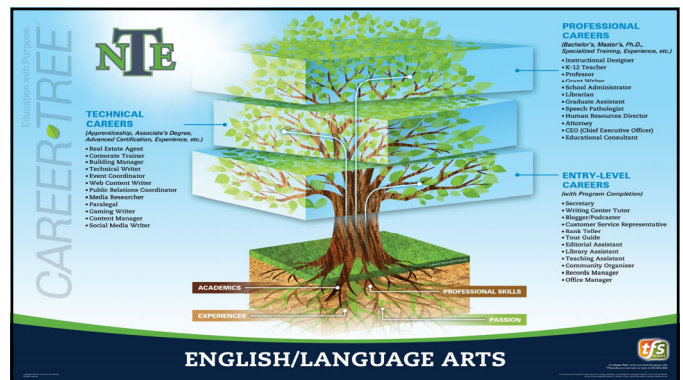 Education with Purpose
CAREER TREE
NTE
TECHNICAL
CAREERS
(Apprenticeship, Associate's Degree,
Advanced Certification, Experience, etc.)
• Real Estate Agent
• Corporate Trainer
• Building Manager
• Technical Writer
• Event Coordinator
• Web Content Writer
• Public Relations Coordinator
• Media Researcher
• Paralegal
• Gaming Writer
• Content Manager
• Social Media Writer
PROFESSIONAL
CAREERS
(Bachelor's, Master's, Ph.D.,
Specialized Training, Experience, etc.)
• Instructional Designer
• K-12 Teacher
• Professor
• Grant Writer
• School Administrator
• Librarian
• Graduate Assistant
• Speech Pathologist
• Human Resources Director
• Attorney
• CEO (Chief Executive Officer)
• Educational Consultant
ENTRY-LEVEL
CAREERS
(with Program Completion)
• Secretary
• Writing Center Tutor
• Blogger/Podcaster
• Customer Service Representative
• Bank Teller
• Tour Guide
• Editorial Assistant
• Library Assistant
• Teaching Assistant
• Community Organizer
• Records Manager
• Office Manager
ACADEMICS
PROFESSIONAL SKILLS
EXPERIENCES
PASSION
ENGLISH/LANGUAGE ARTS
tfs